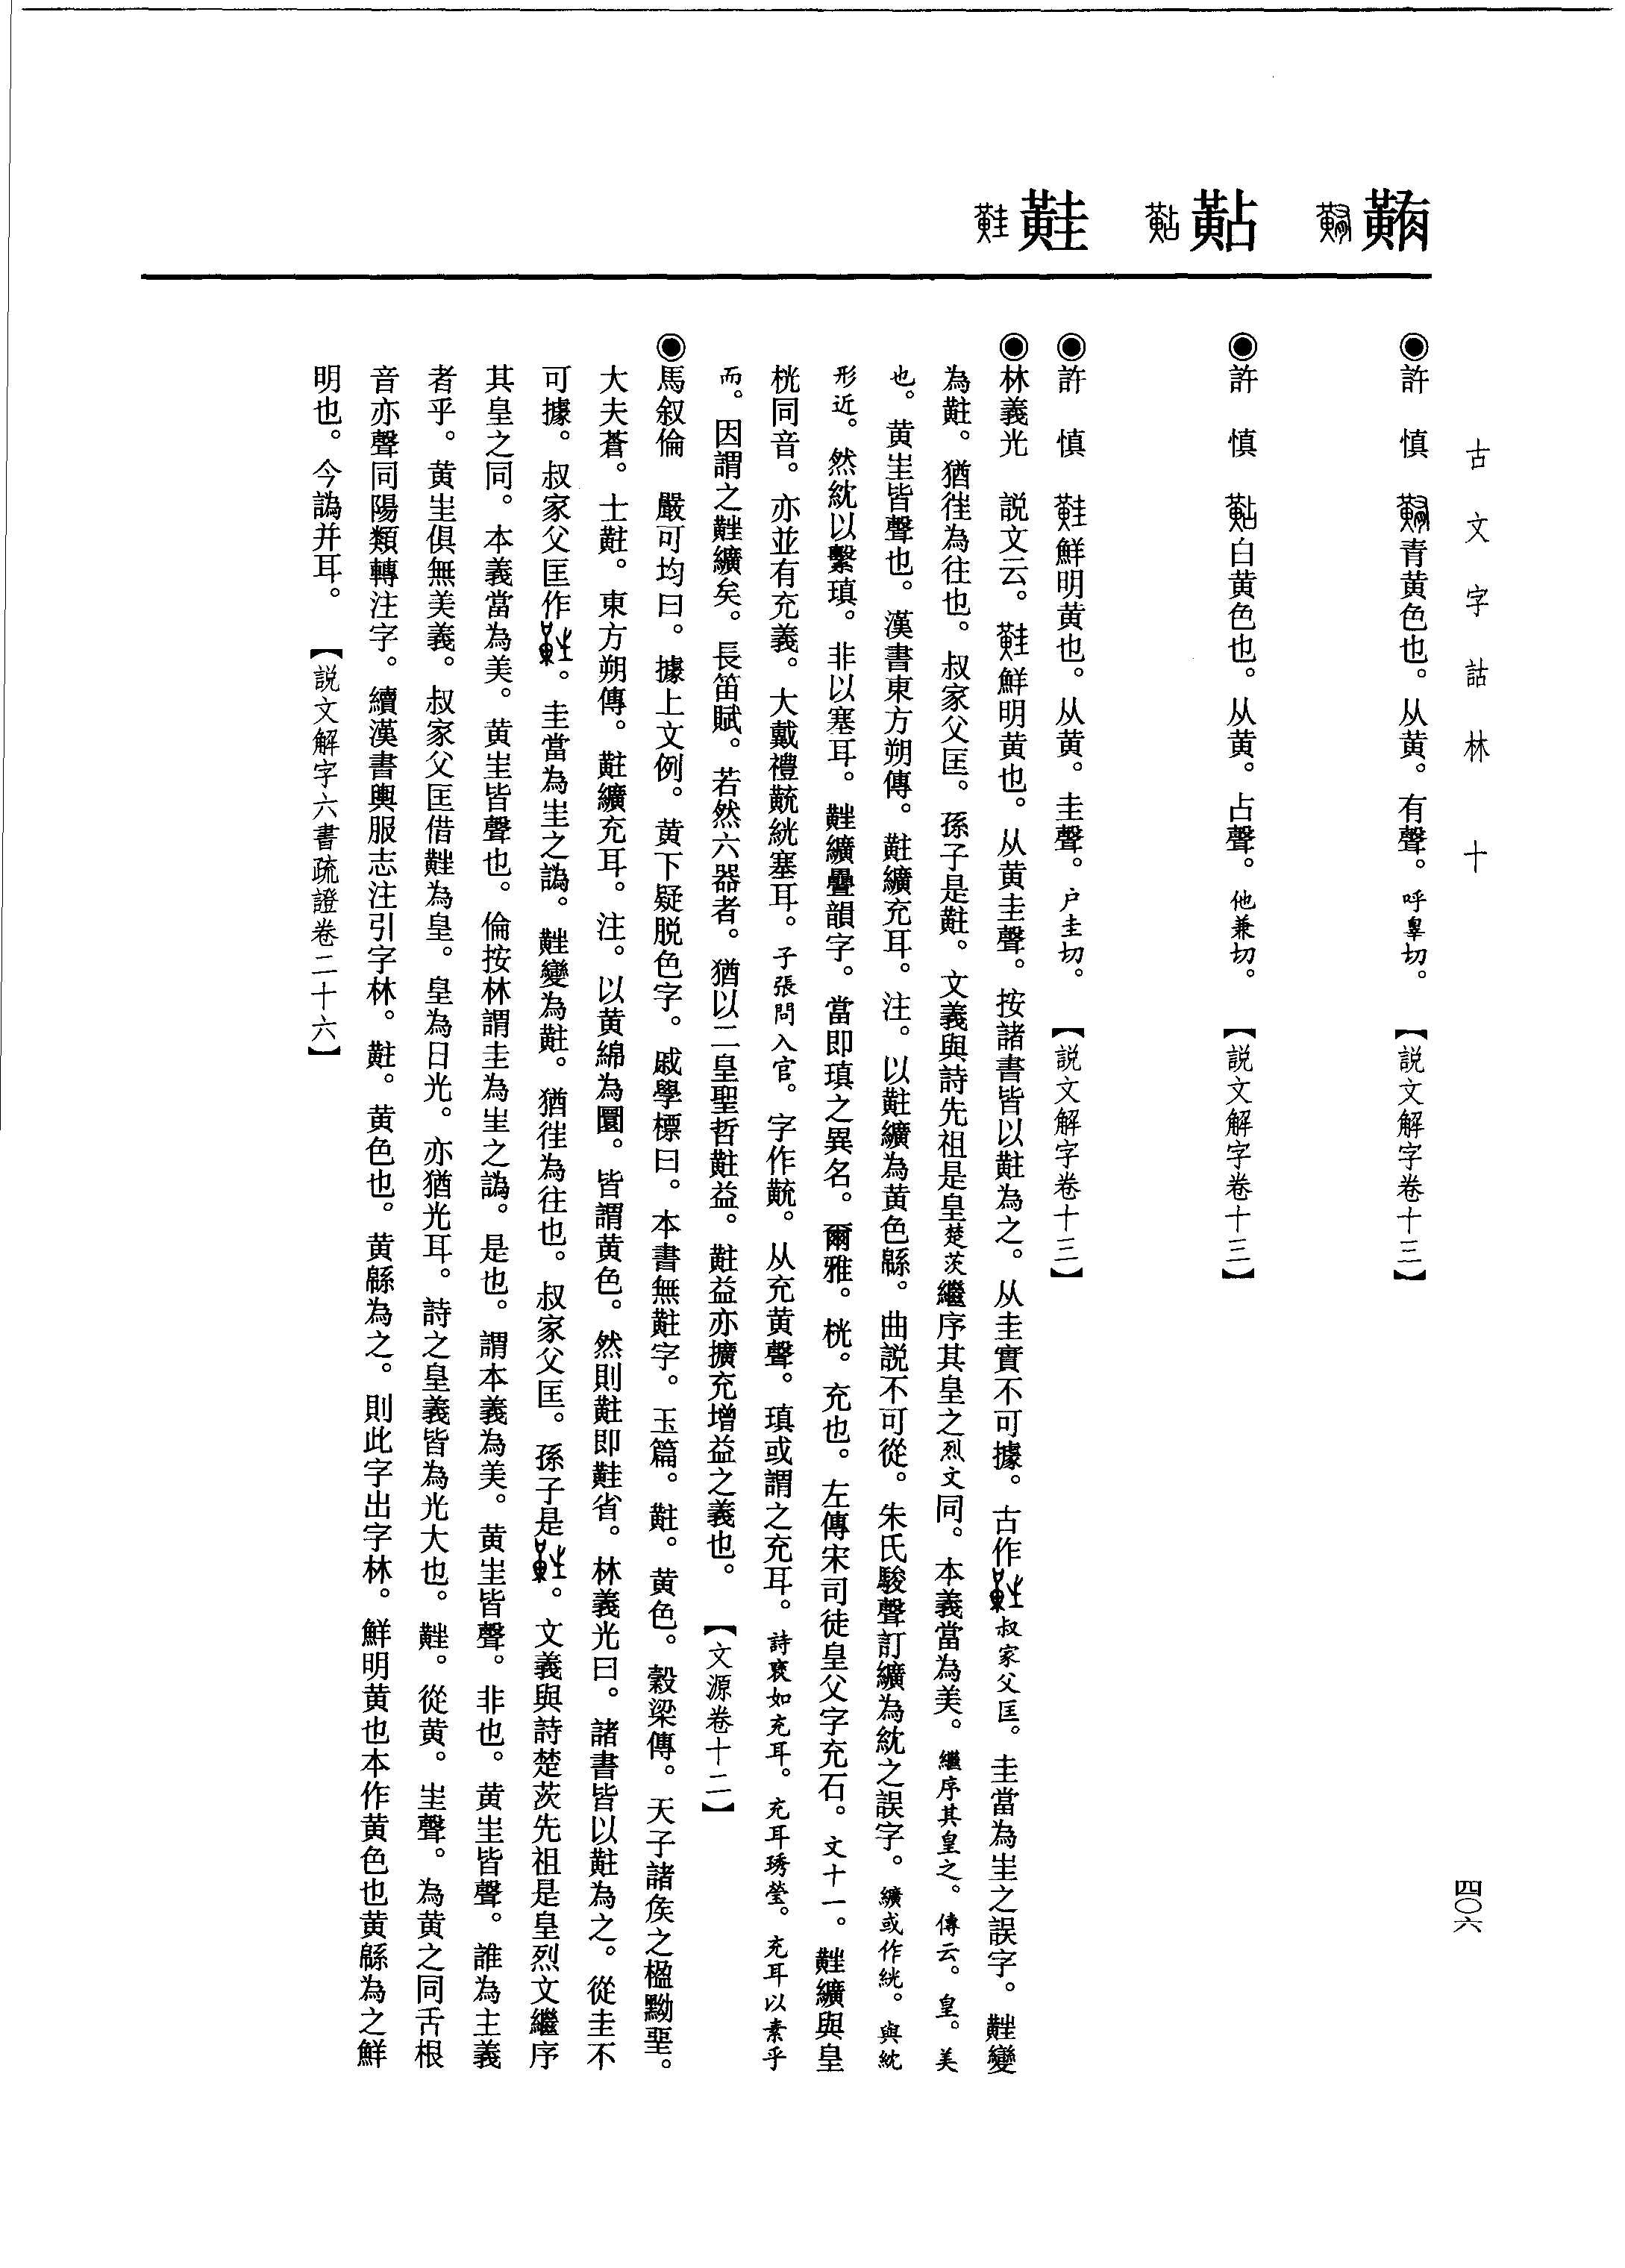 古文字詁林 十
四〇六
䵋
◉許 慎 青黄色也。从黄。有聲。呼辠切。【説文解字卷十三】
䵌
◉許 慎 白黄色也。从黄。占聲。他兼切。【説文解字卷十三】
䵍
◉許 慎 鮮明黄也。从黄。圭聲。户圭切。【説文解字卷十三】
◉林義光 説文云。䵍鮮明黄也。从黄圭聲。按諸書皆以黈為之。从圭實不可據。古作叔家父匡。圭當為㞷之誤字。變
為黈。猶徃為往也。叔家父匡。孫子是黈。文義與詩先祖是皇楚茨繼序其皇之烈文同。本義當為美。繼序其皇之。傳云。皇。美
也。黄㞷皆聲也。漢書東方朔傳。黈纊充耳。注。以黈纊為黄色緜。曲説不可從。朱氏駿聲訂纊為紞之誤字。纊或作絖。與紞
形近。然紞以繫瑱。非以塞耳。纊疊韻字。當即瑱之異名。爾雅。桄。充也。左傳宋司徒皇父字充石。文十一。纊與皇
桄同音。亦並有充義。大戴禮絖塞耳。子張問入官。字作。从充黄聲。瑱或謂之充耳。詩褎如充耳。充耳琇瑩。充耳以素乎
而。因謂之纊矣。長笛賦。若然六器者。猶以二皇聖哲黈益。黈益亦擴充增益之義也。【文源卷十二】
◉馬叙倫 嚴可均曰。據上文例。黄下疑脱色字。戚學標曰。本書無黈字。玉篇。黈。黄色。穀梁傳。天子諸矦之楹黝堊。
大夫蒼。士黈。東方朔傳。黈纊充耳。注。以黄綿為圜。皆謂黄色。然則黈即䵍省。林義光曰。諸書皆以黈為之。從圭不
可據。叔家父匡作。圭當為㞷之譌。變為黈。猶徃為往也。叔家父匡。孫子是。文義與詩楚茨先祖是皇烈文繼序
其皇之同。本義當為美。黄㞷皆聲也。倫按林謂圭為㞷之譌。是也。謂本義為美。黄㞷皆聲。非也。黄㞷皆聲。誰為主義
者乎。黄㞷俱無美義。叔家父匡借為皇。皇為日光。亦猶光耳。詩之皇義皆為光大也。從黄。㞷聲。為黄之同舌根
音亦聲同陽類轉注字。續漢書輿服志注引字林。黈。黄色也。黄緜為之。則此字出字林。鮮明黄也本作黄色也黄緜為之鮮
明也。今譌并耳。【説文解字六書疏證卷二十六】